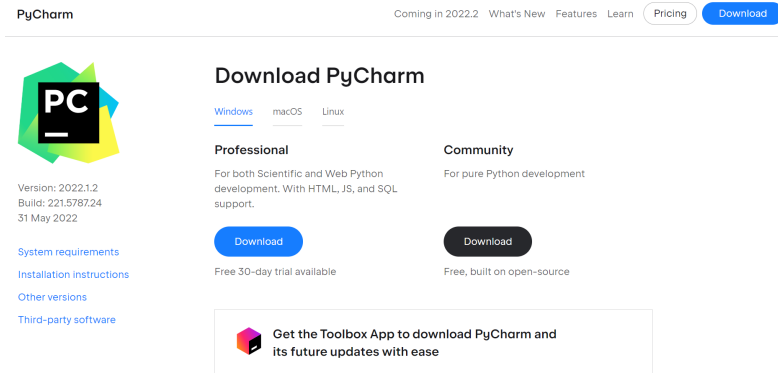 PyCharm
Coming in 2022.2 What's New Features Learn Pricing Download
PC
Version: 2022.1.2
Build: 221.5787.24
31 May 2022
System requirements
Installation instructions
Other versions
Third-party software
Download PyCharm
Windows macOS Linux
Professional
For both Scientific and Web Python
development. With HTML, JS, and SQL
support.
Download
Free 30-day trial available
Community
For pure Python development
Download
Free, built on open-source
Get the Toolbox App to download PyCharm and
its future updates with ease